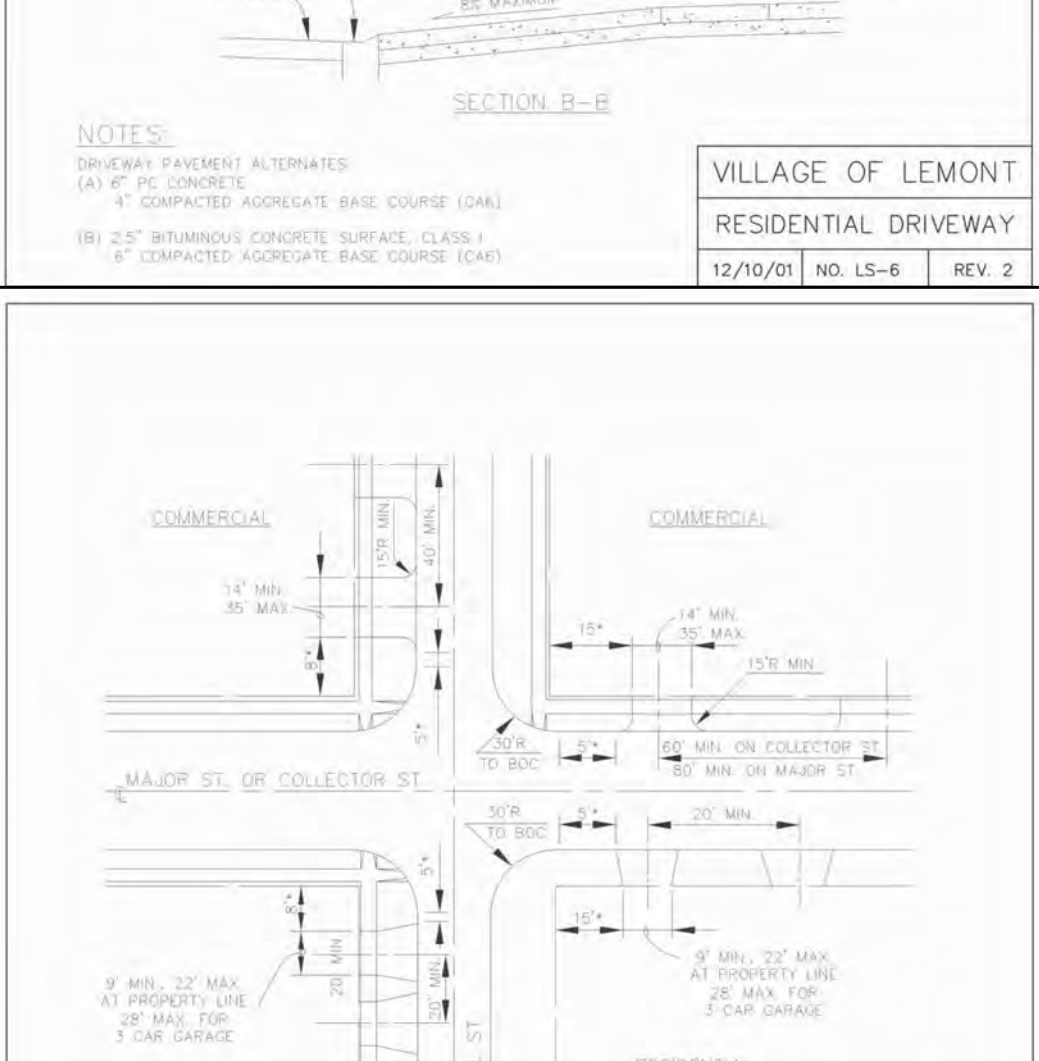 8% MAXIMUM
SECTION B-B
NOTES:
DRIVEWAY PAVEMENT ALTERNATES
(A) 6" PC CONCRETE
4" COMPACTED AGGREGATE BASE COURSE (CA6)
(B) 2.5" BITUMINOUS CONCRETE SURFACE, CLASS I
6" COMPACTED AGGREGATE BASE COURSE (CA6)
VILLAGE OF LEMONT
RESIDENTIAL DRIVEWAY
12/10/01 NO. LS-6 REV. 2
COMMERCIAL
COMMERCIAL
15'R MIN.
40' MIN.
14' MIN.
35' MAX.
8'*
5'*
15*
14' MIN.
35' MAX.
15'R MIN.
30'R
TO BOC
5'*
60' MIN. ON COLLECTOR ST.
80' MIN. ON MAJOR ST.
MAJOR ST. OR COLLECTOR ST.
30'R
TO BOC
5'*
20' MIN.
5'*
8'*
15'*
20' MIN
20' MIN.
9' MIN., 22' MAX.
AT PROPERTY LINE
28' MAX. FOR
3 CAR GARAGE
9' MIN., 22' MAX.
AT PROPERTY LINE
28' MAX. FOR
3 CAR GARAGE
ST.